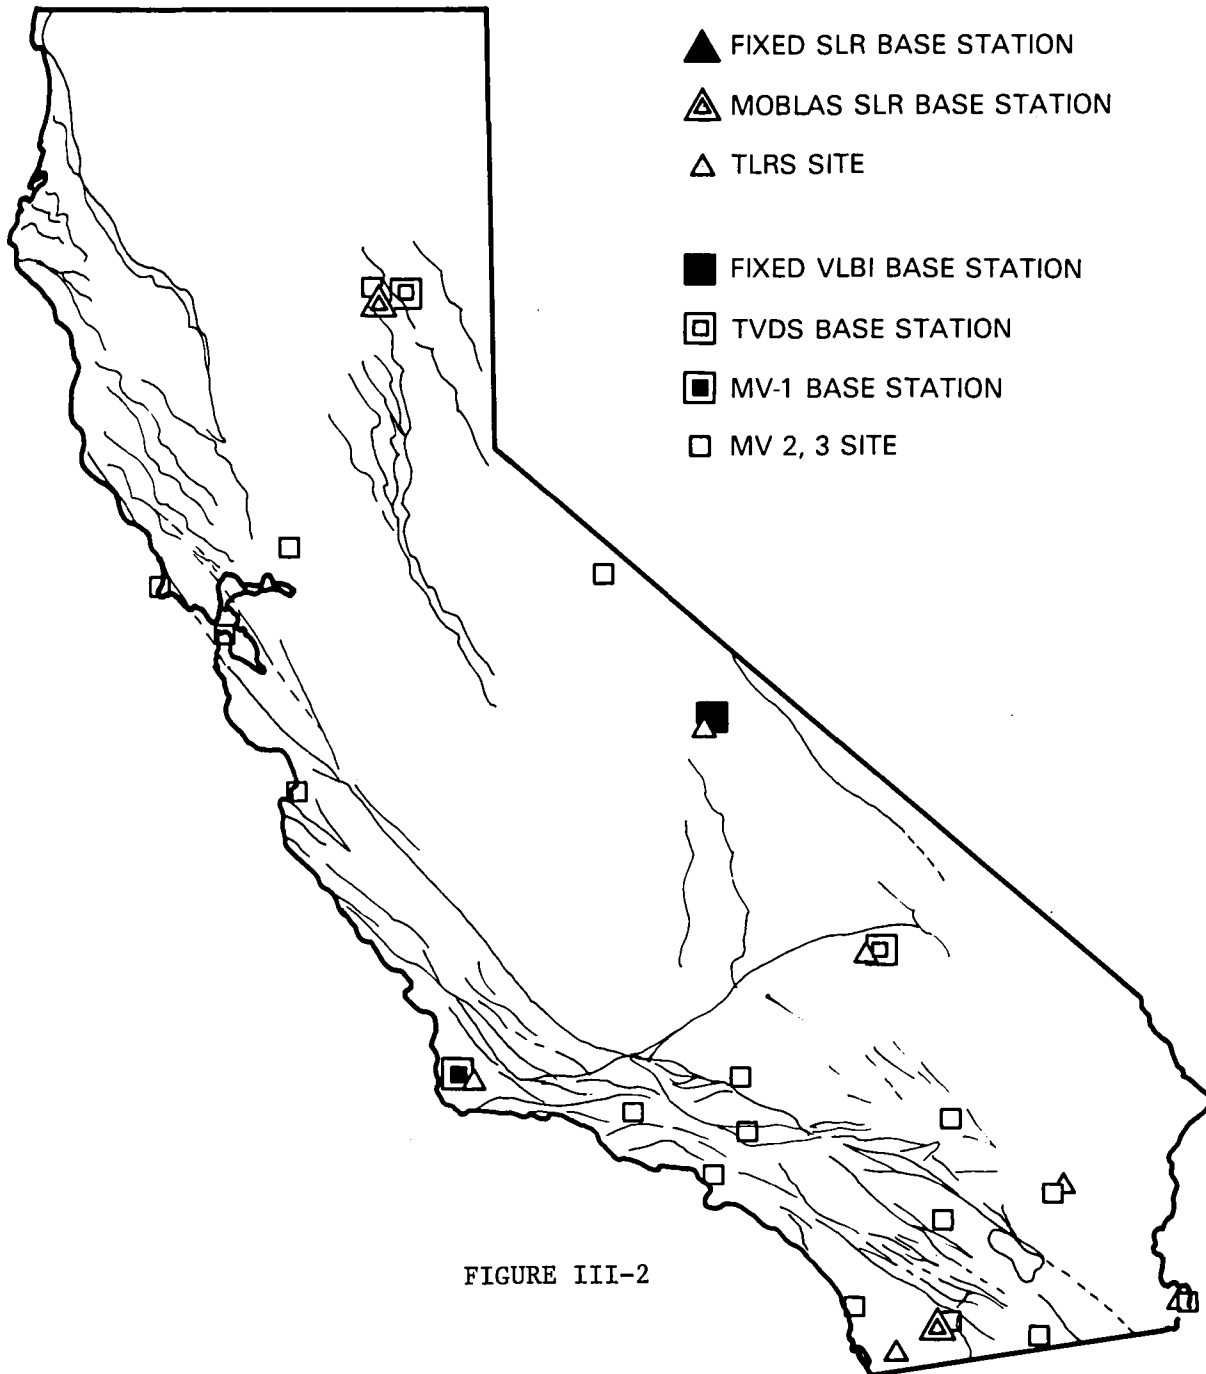 FIXED SLR BASE STATION
MOBLAS SLR BASE STATION
TLRS SITE
FIXED VLBI BASE STATION
TVDS BASE STATION
MV-1 BASE STATION
MV 2, 3 SITE
FIGURE III-2